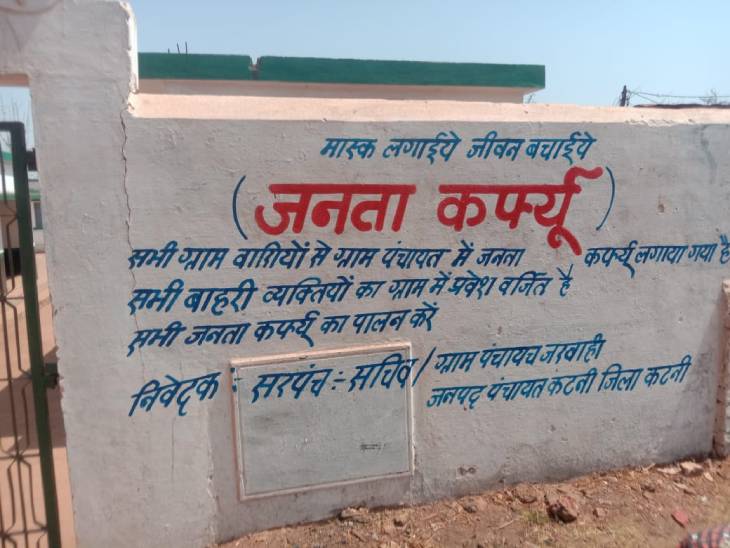 मास्क लगाईये जीवन बचाईये
(जनता कर्फ्यू)
सभी ग्राम वाशियों से ग्राम पंचायत में जनता कर्फ्यू लगाया गया है
सभी बाहरी व्यक्तियों का ग्राम में प्रवेश वर्जित है
सभी जनता कर्फ्यू का पालन करें
निवेदक - सरपंच :- सचिव / ग्राम पंचायच जरवाही
जनपद पंचायत कटनी जिला कटनी